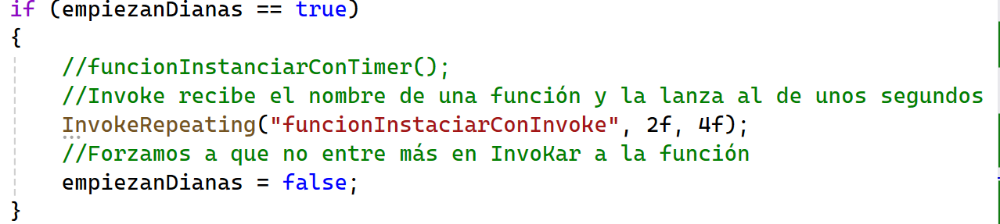 if (empiezanDianas == true)
{
//funcionInstanciarConTimer();
//Invoke recibe el nombre de una función y la lanza al de unos segundos
InvokeRepeating("funcionInstaciarConInvoke", 2f, 4f);
//Forzamos a que no entre más en InvoKar a la función
empiezanDianas = false;
}